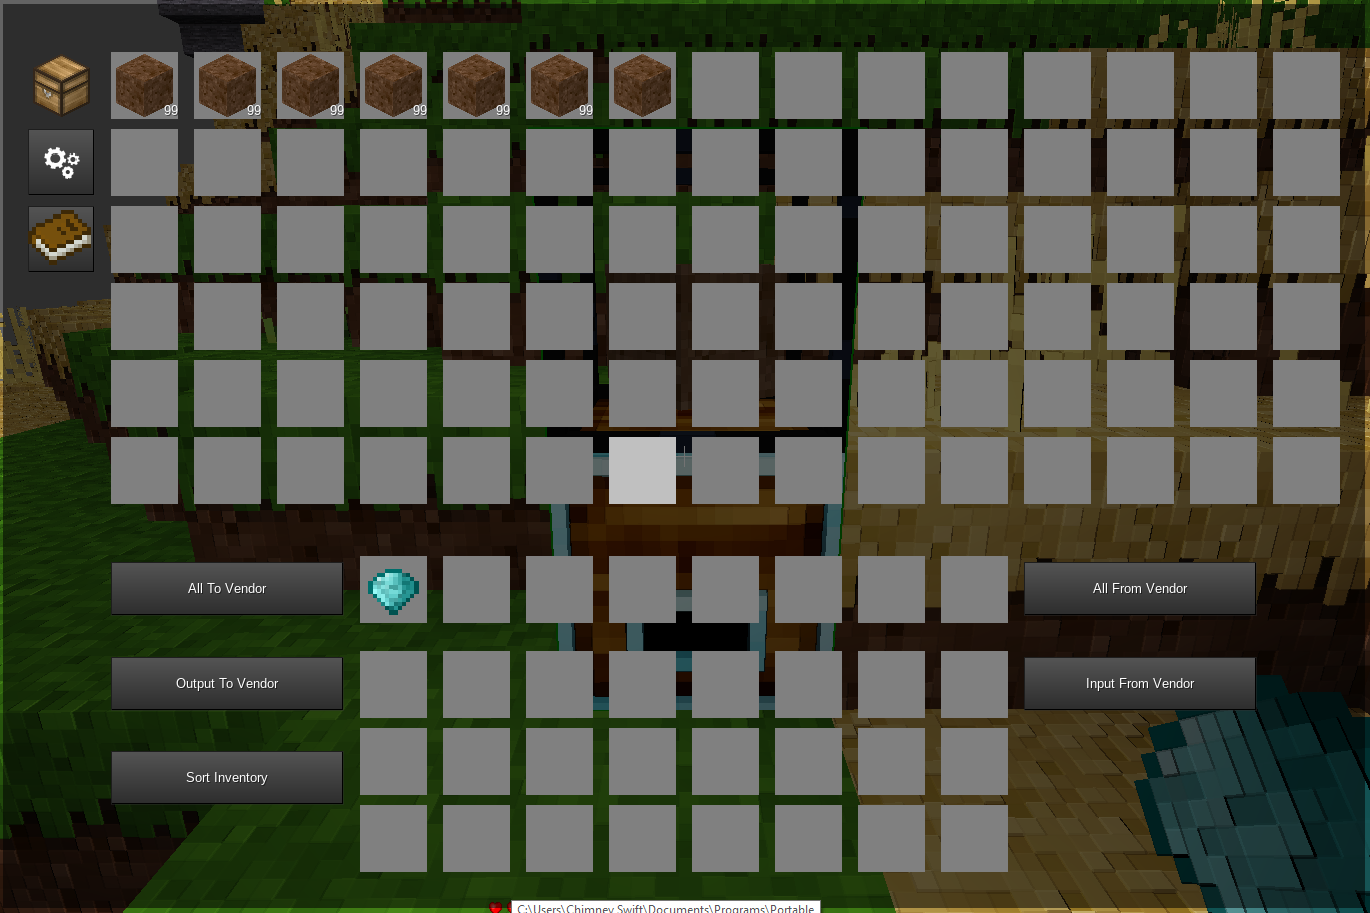 99 99 99 99 99 99
All To Vendor
All From Vendor
Output To Vendor
Input From Vendor
Sort Inventory
C:\Users\Chimney Swift\Documents\Programs\Portable